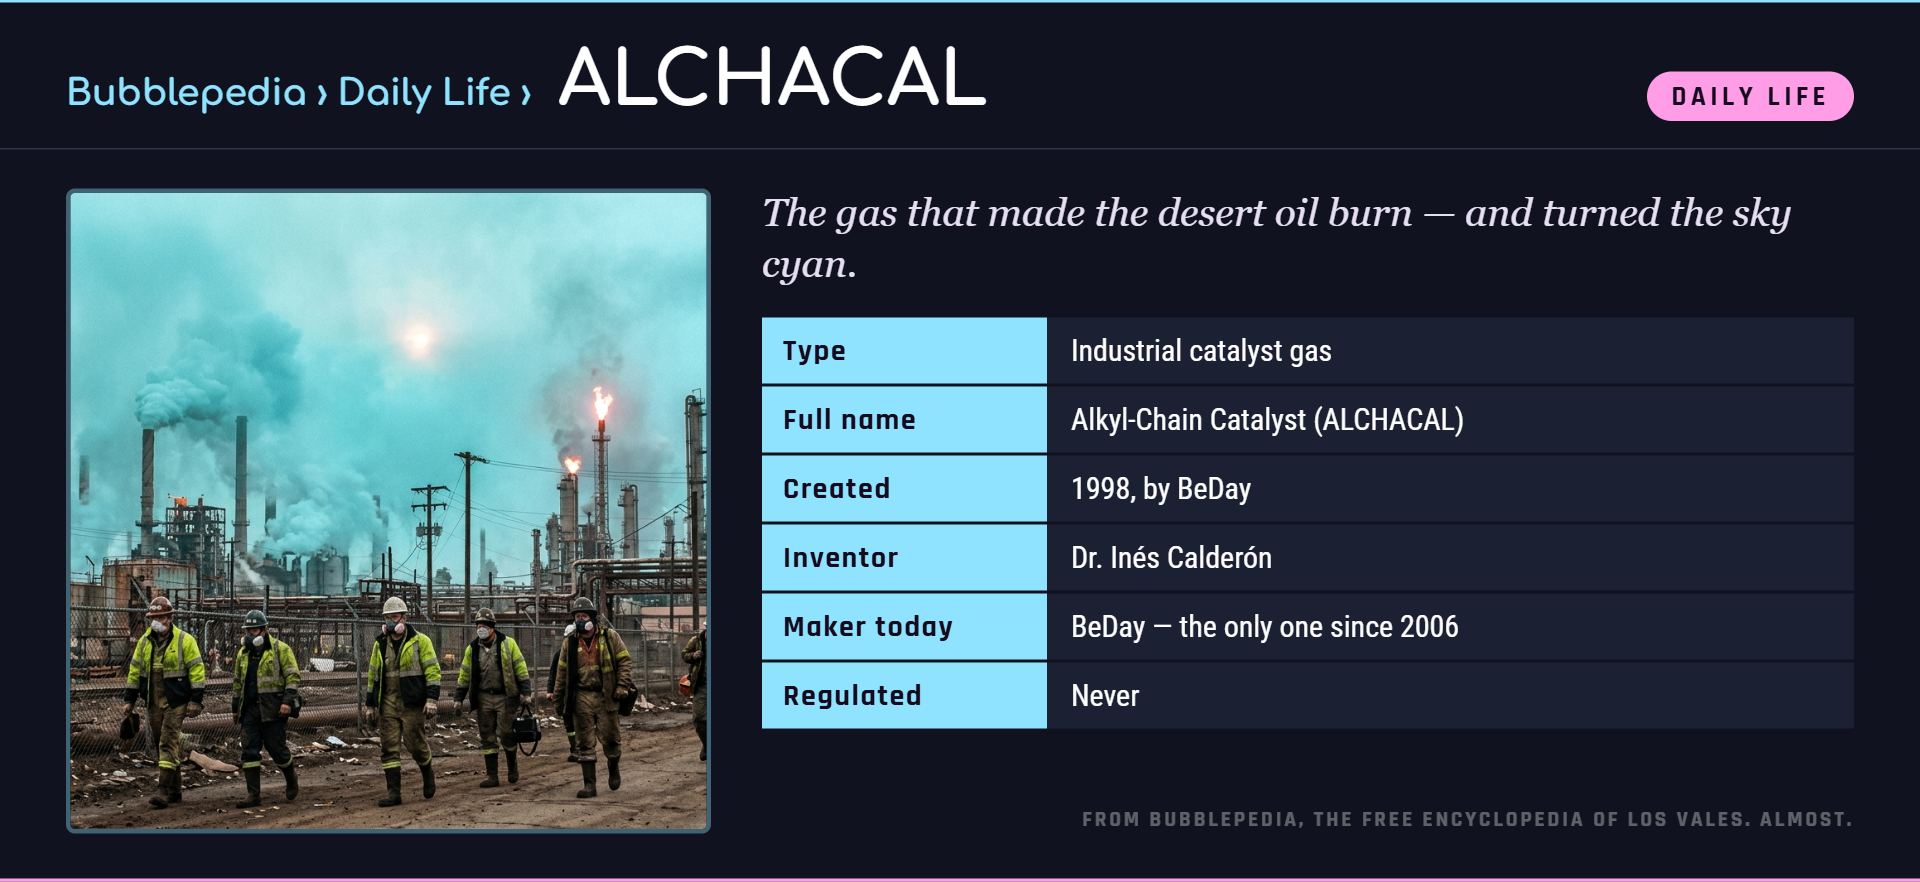 Bubblepedia › Daily Life › ALCHACAL
DAILY LIFE
The gas that made the desert oil burn — and turned the sky
cyan.
Type Industrial catalyst gas
Full name Alkyl-Chain Catalyst (ALCHACAL)
Created 1998, by BeDay
Inventor Dr. Inés Calderón
Maker today BeDay — the only one since 2006
Regulated Never
FROM BUBBLEPEDIA, THE FREE ENCYCLOPEDIA OF LOS VALES. ALMOST.